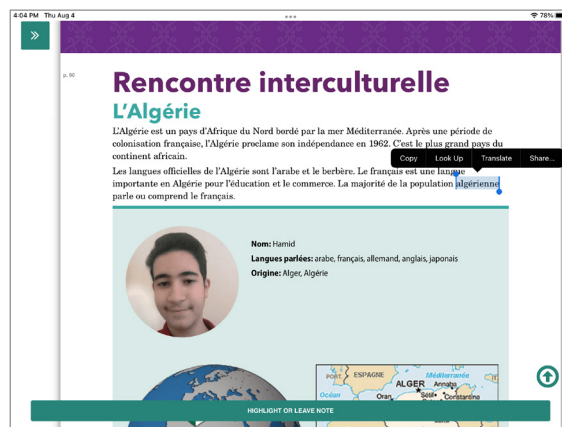 4:04 PM Thu Aug 4
78%
p. 90
Rencontre interculturelle
L'Algérie
L'Algérie est un pays d'Afrique du Nord bordé par la mer Méditerranée. Après une période de
colonisation française, l'Algérie proclame son indépendance en 1962. C'est le plus grand pays du
continent africain.
Copy Look Up Translate Share...
Les langues officielles de l'Algérie sont l'arabe et le berbère. Le français est une langue
importante en Algérie pour l'éducation et le commerce. La majorité de la population algérienne
parle ou comprend le français.
Nom: Hamid
Langues parlées: arabe, français, allemand, anglais, japonais
Origine: Alger, Algérie
PORT. ESPAGNE Méditerranée
ALGER Annaba
Océan Oran Sétif Constantine
HIGHLIGHT OR LEAVE NOTE